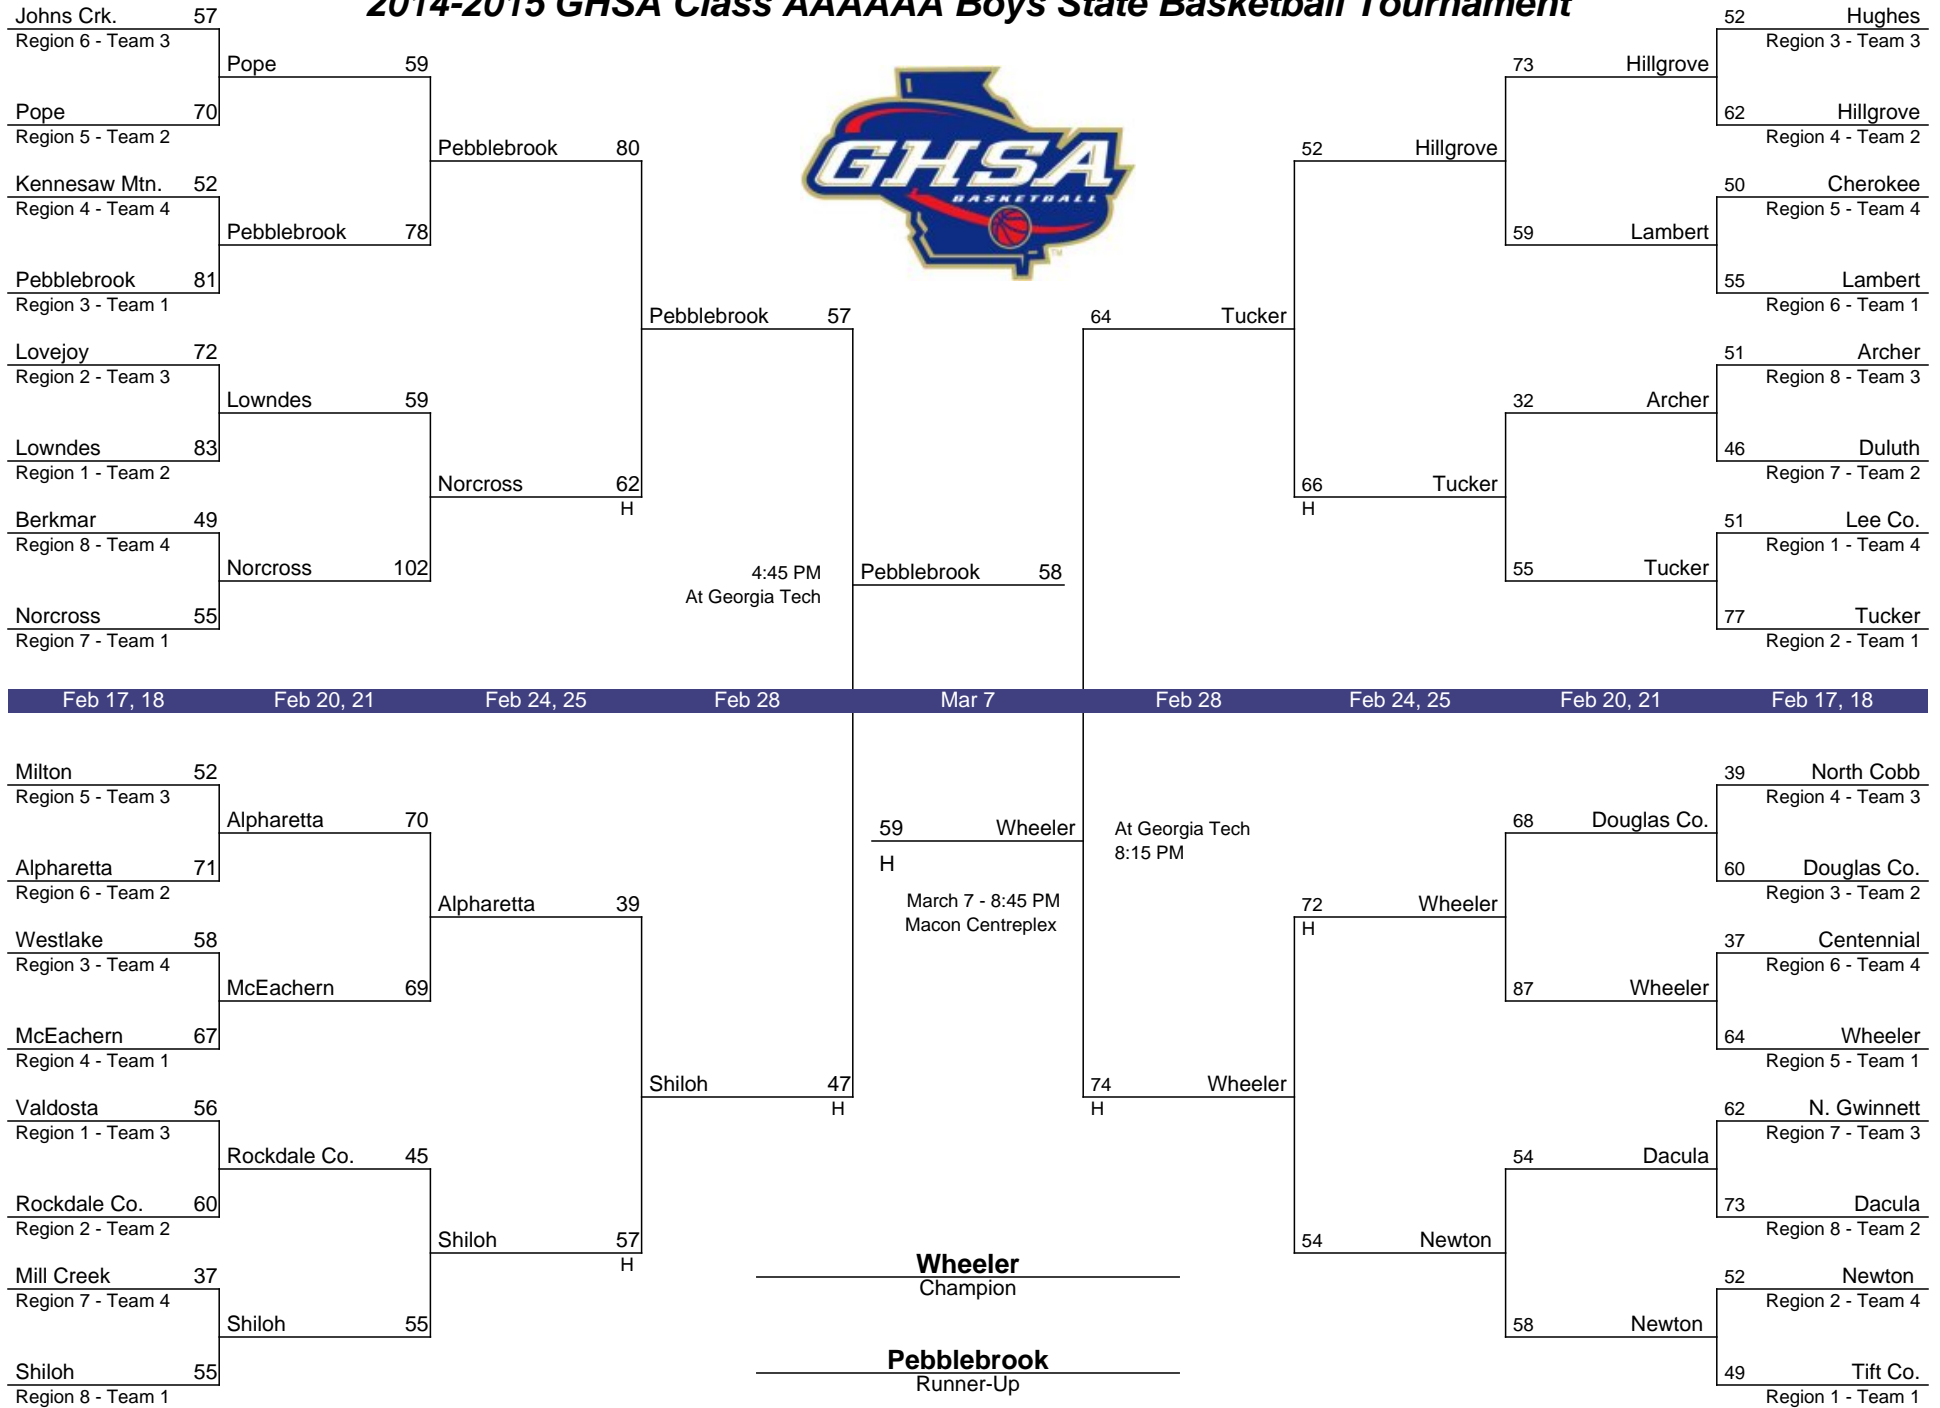 2014-2015 GHSA Class AAAAAA Boys State Basketball Tournament
GHSA
BASKETBALL
TM
Johns Crk. 57
Region 6 - Team 3
Pope 70
Region 5 - Team 2
Kennesaw Mtn. 52
Region 4 - Team 4
Pebblebrook 81
Region 3 - Team 1
Lovejoy 72
Region 2 - Team 3
Lowndes 83
Region 1 - Team 2
Berkmar 49
Region 8 - Team 4
Norcross 55
Region 7 - Team 1
Pope 59
Pebblebrook 78
Lowndes 59
Norcross 102
Pebblebrook 80
Norcross 62
H
Pebblebrook 57
4:45 PM
At Georgia Tech
Pebblebrook 58
64 Tucker
52 Hillgrove
66 Tucker
H
73 Hillgrove
59 Lambert
32 Archer
55 Tucker
52 Hughes
Region 3 - Team 3
62 Hillgrove
Region 4 - Team 2
50 Cherokee
Region 5 - Team 4
55 Lambert
Region 6 - Team 1
51 Archer
Region 8 - Team 3
46 Duluth
Region 7 - Team 2
51 Lee Co.
Region 1 - Team 4
77 Tucker
Region 2 - Team 1
Feb 17, 18 Feb 20, 21 Feb 24, 25 Feb 28 Mar 7 Feb 28 Feb 24, 25 Feb 20, 21 Feb 17, 18
Milton 52
Region 5 - Team 3
Alpharetta 71
Region 6 - Team 2
Westlake 58
Region 3 - Team 4
McEachern 67
Region 4 - Team 1
Valdosta 56
Region 1 - Team 3
Rockdale Co. 60
Region 2 - Team 2
Mill Creek 37
Region 7 - Team 4
Shiloh 55
Region 8 - Team 1
Alpharetta 70
McEachern 69
Rockdale Co. 45
Shiloh 55
Alpharetta 39
Shiloh 57
H
Shiloh 47
H
59 Wheeler
H
March 7 - 8:45 PM
Macon Centreplex
At Georgia Tech
8:15 PM
74 Wheeler
H
72 Wheeler
H
54 Newton
68 Douglas Co.
87 Wheeler
54 Dacula
58 Newton
39 North Cobb
Region 4 - Team 3
60 Douglas Co.
Region 3 - Team 2
37 Centennial
Region 6 - Team 4
64 Wheeler
Region 5 - Team 1
62 N. Gwinnett
Region 7 - Team 3
73 Dacula
Region 8 - Team 2
52 Newton
Region 2 - Team 4
49 Tift Co.
Region 1 - Team 1
Wheeler
Champion
Pebblebrook
Runner-Up